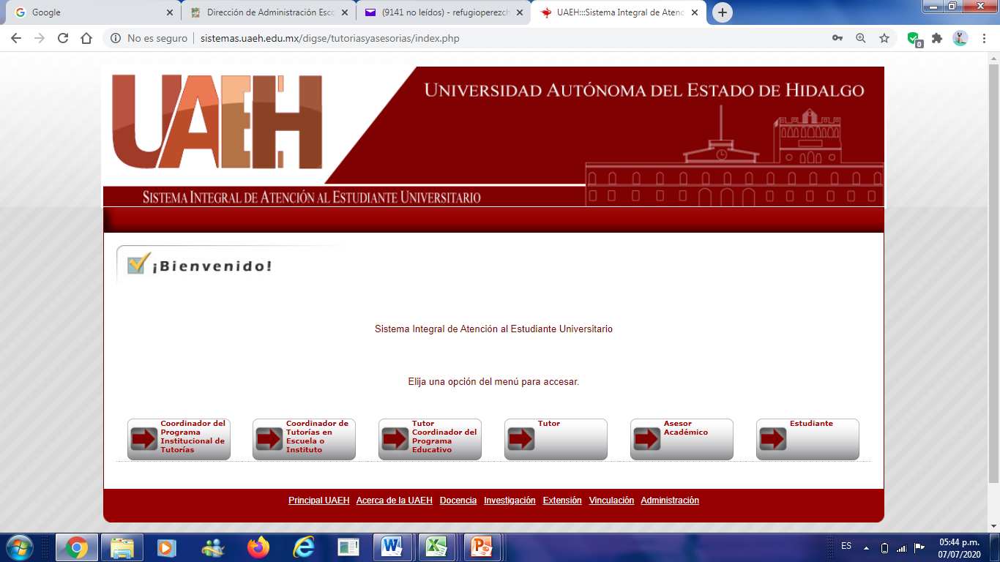 Google
Dirección de Administración Esco
(9141 no leídos) - refugioperezch
UAEH:::Sistema Integral de Atenc
No es seguro
sistemas.uaeh.edu.mx/digse/tutoriasyasesorias/index.php
0
UAEH
UNIVERSIDAD AUTÓNOMA DEL ESTADO DE HIDALGO
SISTEMA INTEGRAL DE ATENCIÓN AL ESTUDIANTE UNIVERSITARIO
¡Bienvenido!
Sistema Integral de Atención al Estudiante Universitario
Elija una opción del menú para accesar.
Coordinador del
Programa
Institucional de
Tutorías
Coordinador de
Tutorías en
Escuela o
Instituto
Tutor
Coordinador del
Programa
Educativo
Tutor
Asesor
Académico
Estudiante
Principal UAEH Acerca de la UAEH Docencia Investigación Extensión Vinculación Administración
ES
05:44 p.m.
07/07/2020